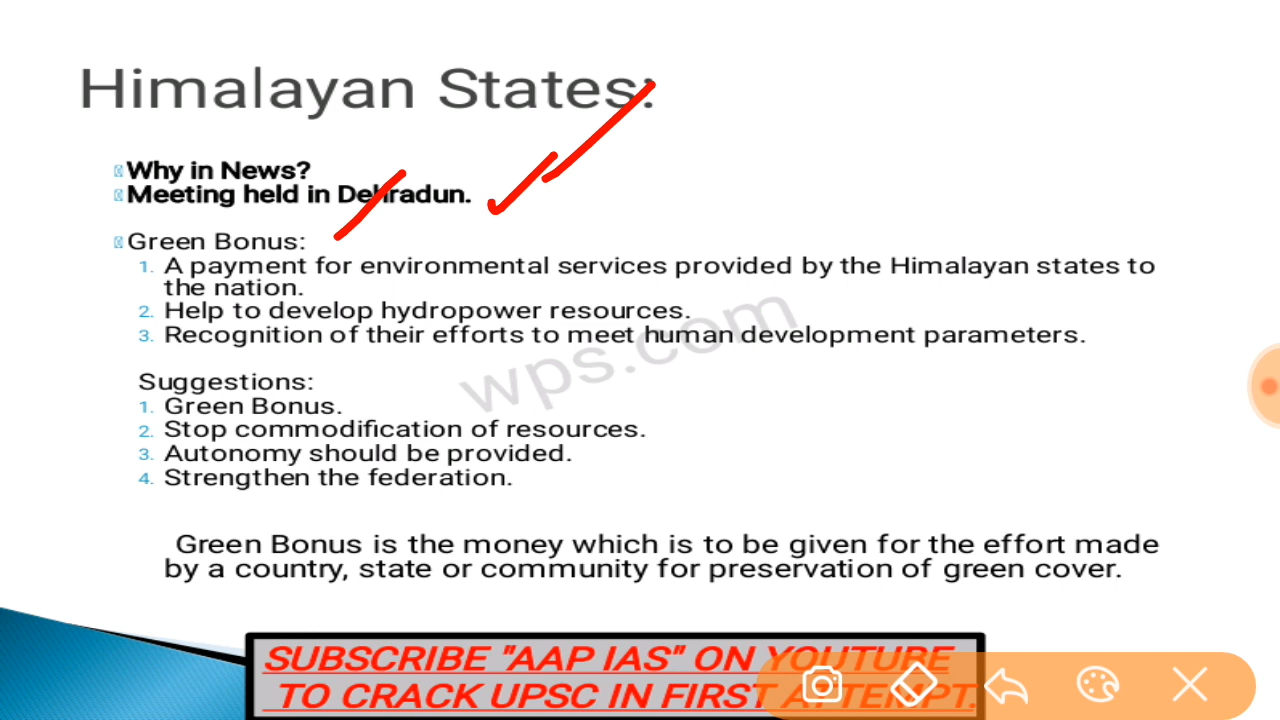 Himalayan States:
Why in News?
Meeting held in Dehradun.
Green Bonus:
1. A payment for environmental services provided by the Himalayan states to
the nation.
2. Help to develop hydropower resources.
3. Recognition of their efforts to meet human development parameters.
wps.com
Suggestions:
1. Green Bonus.
2. Stop commodification of resources.
3. Autonomy should be provided.
4. Strengthen the federation.
Green Bonus is the money which is to be given for the effort made
by a country, state or community for preservation of green cover.
SUBSCRIBE "AAP IAS" ON YOUTUBE
TO CRACK UPSC IN FIRST ATTEMPT.